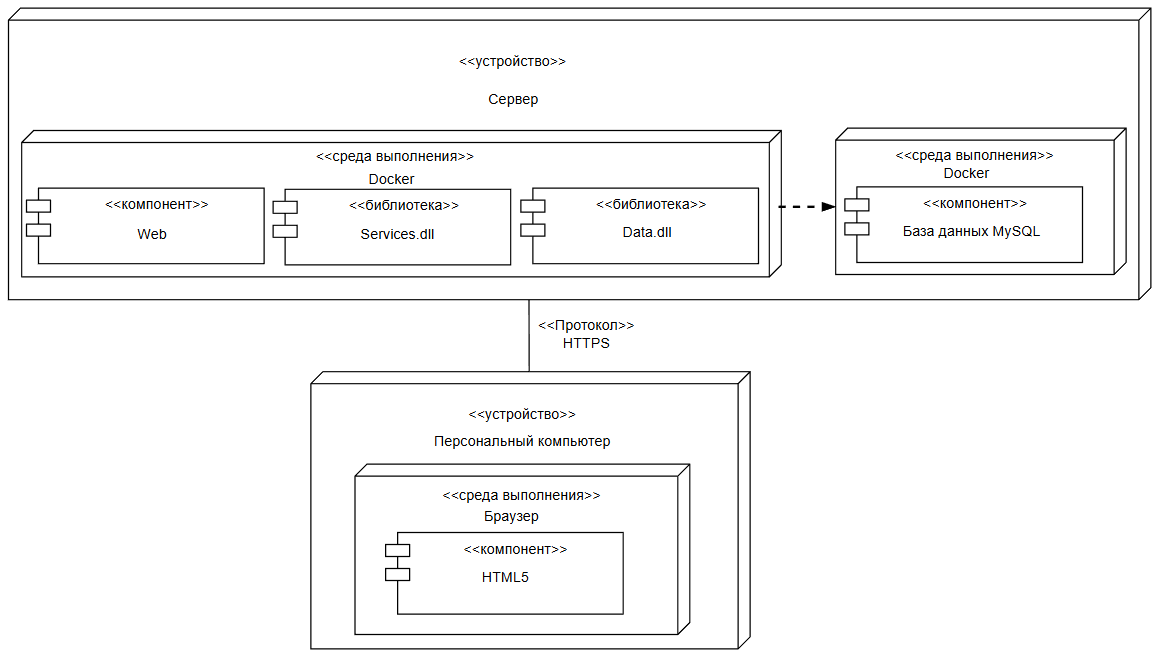 <<устройство>>
Сервер
<<среда выполнения>>
Docker
<<компонент>>
Web
<<библиотека>>
Services.dll
<<библиотека>>
Data.dll
<<среда выполнения>>
Docker
<<компонент>>
База данных MySQL
<<Протокол>>
HTTPS
<<устройство>>
Персональный компьютер
<<среда выполнения>>
Браузер
<<компонент>>
HTML5